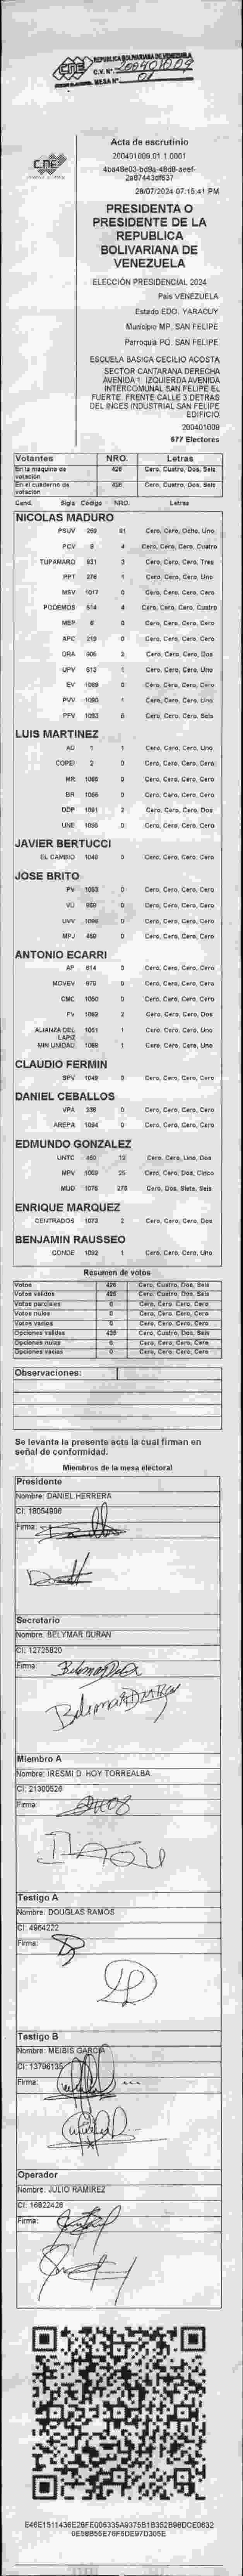 REPUBLICA BOLIVARIANA DE VENEZUELA
CNE
C.V. N° 200401009
MESA N° 01
CNE
Acta de escrutinio
200401009.01.1.0001
4ba48e03-bd9a-48d8-aeef-
2a87443df637
28/07/2024 07:15:41 PM
PRESIDENTA O
PRESIDENTE DE LA
REPUBLICA
BOLIVARIANA DE
VENEZUELA
ELECCIÓN PRESIDENCIAL 2024
Pais VENEZUELA
Estado EDO. YARACUY
Municipio MP. SAN FELIPE
Parroquia PQ. SAN FELIPE
ESCUELA BASICA CECILIO ACOSTA
SECTOR CANTARANA DERECHA
AVENIDA 1. IZQUIERDA AVENIDA
INTERCOMUNAL SAN FELIPE EL
FUERTE. FRENTE CALLE 3 DETRAS
DEL INCES INDUSTRIAL SAN FELIPE
EDIFICIO
200401009
677 Electores
Votantes NRO. Letras
En la maquina de votación 426 Cero, Cuatro, Dos, Seis
En el cuaderno de votación 426 Cero, Cuatro, Dos, Seis
Cand. Sigla Código NRO. Letras
NICOLAS MADURO
PSUV 269 81 Cero, Cero, Ocho, Uno
PCV 9 4 Cero, Cero, Cero, Cuatro
TUPAMARO 931 3 Cero, Cero, Cero, Tres
PPT 276 1 Cero, Cero, Cero, Uno
MSV 1017 0 Cero, Cero, Cero, Cero
PODEMOS 514 4 Cero, Cero, Cero, Cuatro
MEP 6 0 Cero, Cero, Cero, Cero
APC 219 0 Cero, Cero, Cero, Cero
ORA 906 2 Cero, Cero, Cero, Dos
UPV 513 1 Cero, Cero, Cero, Uno
EV 1089 0 Cero, Cero, Cero, Cero
PVV 1090 1 Cero, Cero, Cero, Uno
PFV 1093 6 Cero, Cero, Cero, Seis
LUIS MARTINEZ
AD 1 1 Cero, Cero, Cero, Uno
COPEI 2 0 Cero, Cero, Cero, Cero
MR 1065 0 Cero, Cero, Cero, Cero
BR 1066 0 Cero, Cero, Cero, Cero
DDP 1091 2 Cero, Cero, Cero, Dos
UNE 1095 0 Cero, Cero, Cero, Cero
JAVIER BERTUCCI
EL CAMBIO 1048 0 Cero, Cero, Cero, Cero
JOSE BRITO
PV 1053 0 Cero, Cero, Cero, Cero
VU 968 0 Cero, Cero, Cero, Cero
UVV 1096 0 Cero, Cero, Cero, Cero
MPJ 459 0 Cero, Cero, Cero, Cero
ANTONIO ECARRI
AP 614 0 Cero, Cero, Cero, Cero
MOVEV 979 0 Cero, Cero, Cero, Cero
CMC 1050 0 Cero, Cero, Cero, Cero
FV 1062 2 Cero, Cero, Cero, Dos
ALIANZA DEL LAPIZ 1051 1 Cero, Cero, Cero, Uno
MIN UNIDAD 1069 1 Cero, Cero, Cero, Uno
CLAUDIO FERMIN
SPV 1049 0 Cero, Cero, Cero, Cero
DANIEL CEBALLOS
VPA 336 0 Cero, Cero, Cero, Cero
AREPA 1094 0 Cero, Cero, Cero, Cero
EDMUNDO GONZALEZ
UNTC 460 12 Cero, Cero, Uno, Dos
MPV 1059 25 Cero, Cero, Dos, Cinco
MUD 1076 276 Cero, Dos, Siete, Seis
ENRIQUE MARQUEZ
CENTRADOS 1073 2 Cero, Cero, Cero, Dos
BENJAMIN RAUSSEO
CONDE 1092 1 Cero, Cero, Cero, Uno
Resumen de votos
Votos 426 Cero, Cuatro, Dos, Seis
Votos validos 426 Cero, Cuatro, Dos, Seis
Votos parciales 0 Cero, Cero, Cero, Cero
Votos nulos 0 Cero, Cero, Cero, Cero
Votos varios 0 Cero, Cero, Cero, Cero
Opciones validas 426 Cero, Cuatro, Dos, Seis
Opciones nulas 0 Cero, Cero, Cero, Cero
Opciones vacias 0 Cero, Cero, Cero, Cero
Observaciones:
Se levanta la presente acta la cual firman en
señal de conformidad.
Miembros de la mesa electoral
Presidente
Nombre: DANIEL HERRERA
CI: 18054906
Firma:
Secretario
Nombre: BELYMAR DURAN
CI: 12725820
Firma:
Miembro A
Nombre: IRESMI D. HOY TORREALBA
CI: 21300526
Firma:
Testigo A
Nombre: DOUGLAS RAMOS
CI: 4964222
Firma:
Testigo B
Nombre: MEIBIS GARCIA
CI: 13796135
Firma:
Operador
Nombre: JULIO RAMIREZ
CI: 16822428
Firma:
E46E1511436E26FE006335A9375B1B352B98DCE0632
0E58B55E76F6DE97D305E